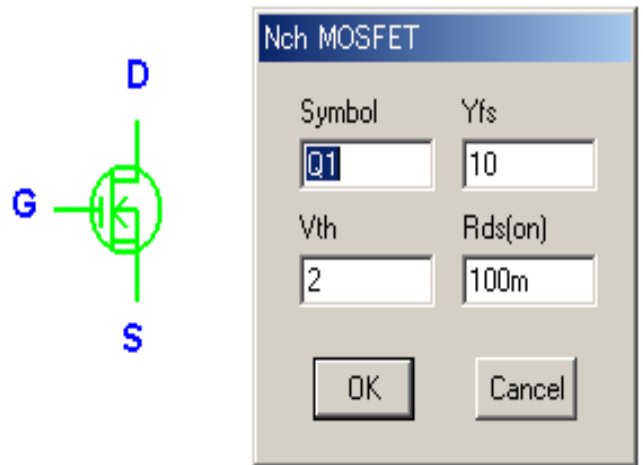 D
G
S
Nch MOSFET
Symbol Yfs
Q1 10
Vth Rds(on)
2 100m
OK Cancel